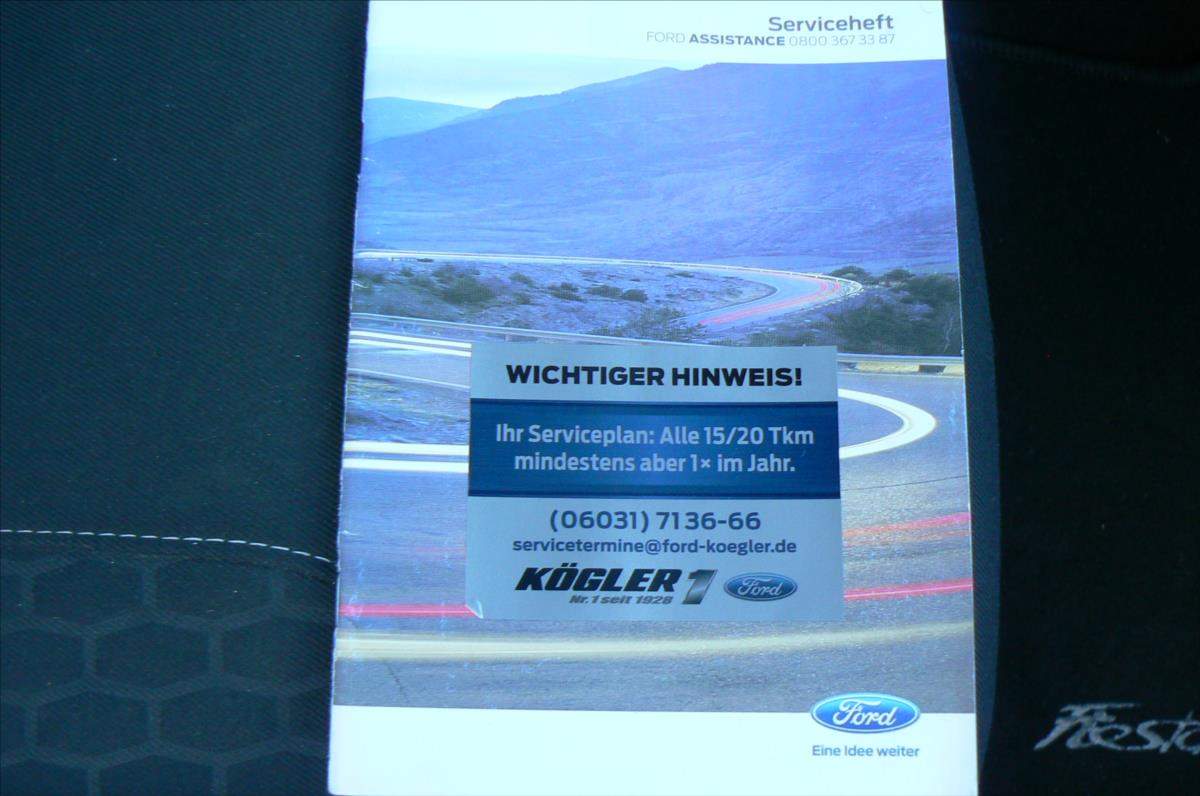 Serviceheft
FORD ASSISTANCE 0800 367 33 87
WICHTIGER HINWEIS!
Ihr Serviceplan: Alle 15/20 Tkm
mindestens aber 1× im Jahr.
(06031) 7136-66
servicetermine@ford-koegler.de
KÖGLER 1 Ford
Nr. 1 seit 1928
Ford
Eine Idee weiter